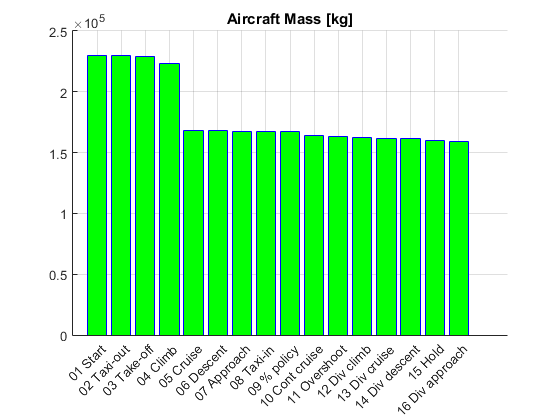 Aircraft Mass [kg]
×10⁵
2.5
2
1.5
1
0.5
0
01 Start
02 Taxi-out
03 Take-off
04 Climb
05 Cruise
06 Descent
07 Approach
08 Taxi-in
09 % policy
10 Cont cruise
11 Overshoot
12 Div climb
13 Div cruise
14 Div descent
15 Hold
16 Div approach